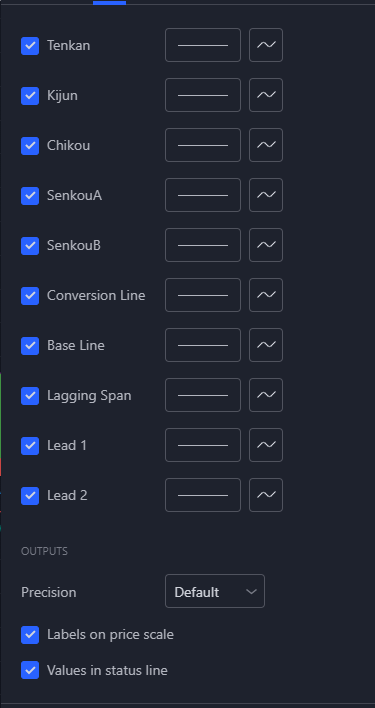 Tenkan
Kijun
Chikou
SenkouA
SenkouB
Conversion Line
Base Line
Lagging Span
Lead 1
Lead 2
OUTPUTS
Precision Default
Labels on price scale
Values in status line